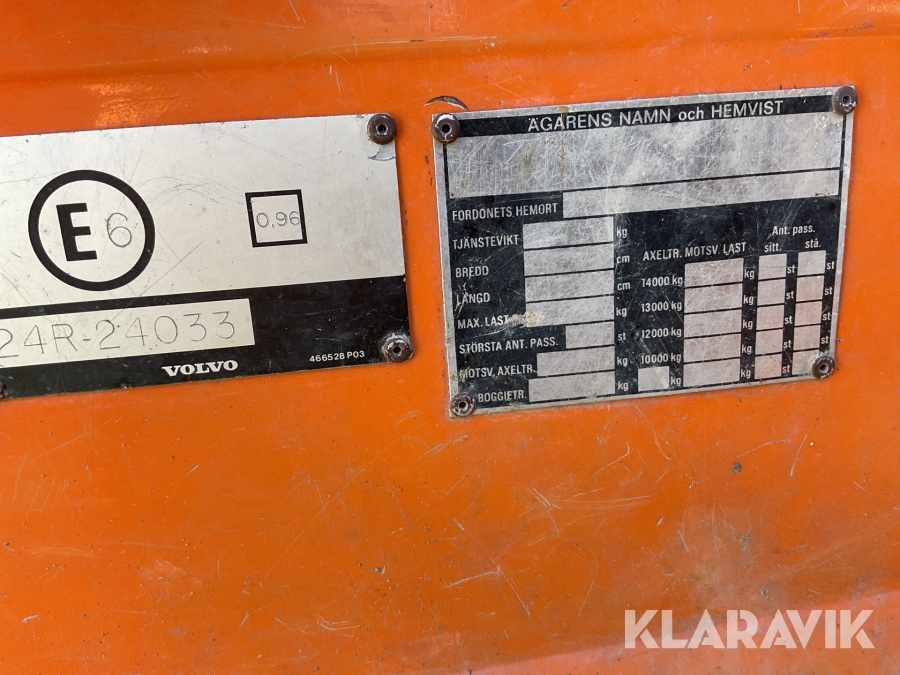 E 6
0.96
24R-24033
VOLVO
466528 P03
ÄGARENS NAMN och HEMVIST
FORDONETS HEMORT
TJÄNSTEVIKT kg
BREDD cm
LÄNGD cm
MAX. LAST kg
STÖRSTA ANT. PASS. st
MOTSV. AXELTR. kg
BOGGIETR. kg
AXELTR. MOTSV. LAST
Ant. pass.
sitt. stå.
14000 kg kg st st
13000 kg kg st st
12000 kg kg st st
10000 kg kg st st
kg kg
KLARAVIK